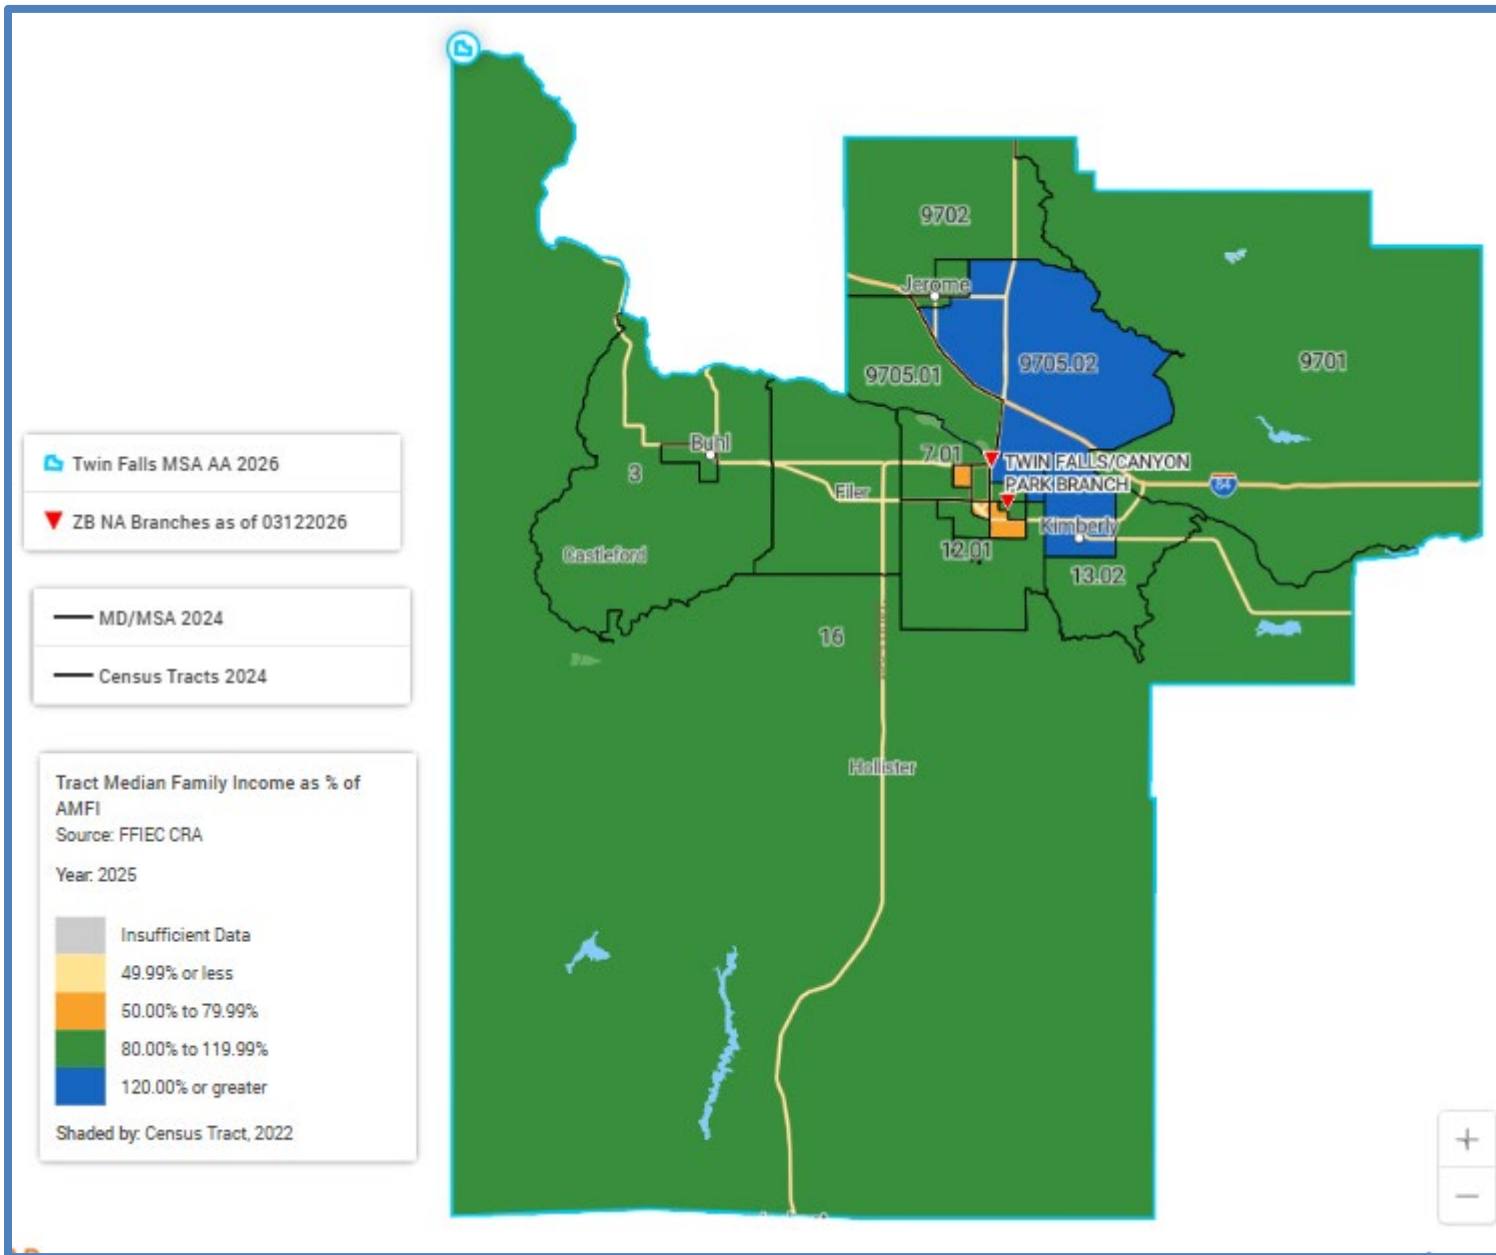 9702
Jerome
9705.01
9705.02
9701
Twin Falls MSA AA 2026
ZB NA Branches as of 03122026
Buhl
3
7.01
TWIN FALLS/CANYON
PARK BRANCH
84
Filer
Castleford
12.01
Kimberly
13.02
MD/MSA 2024
Census Tracts 2024
16
Hollister
Tract Median Family Income as % of
AMFI
Source: FFIEC CRA
Year: 2025
Insufficient Data
49.99% or less
50.00% to 79.99%
80.00% to 119.99%
120.00% or greater
Shaded by: Census Tract, 2022
+
−